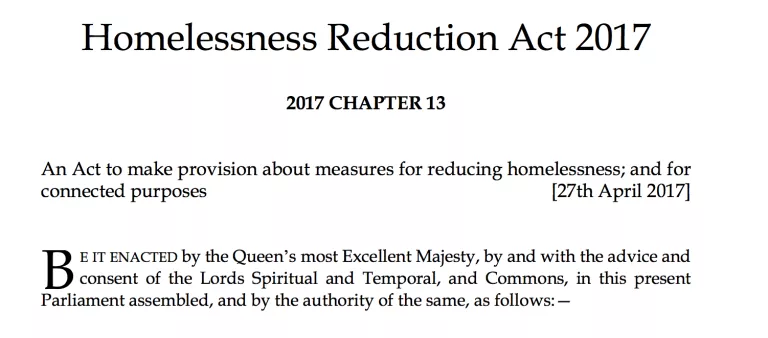 Homelessness Reduction Act 2017
2017 CHAPTER 13
An Act to make provision about measures for reducing homelessness; and for
connected purposes [27th April 2017]
BE IT ENACTED by the Queen’s most Excellent Majesty, by and with the advice and
consent of the Lords Spiritual and Temporal, and Commons, in this present
Parliament assembled, and by the authority of the same, as follows:—